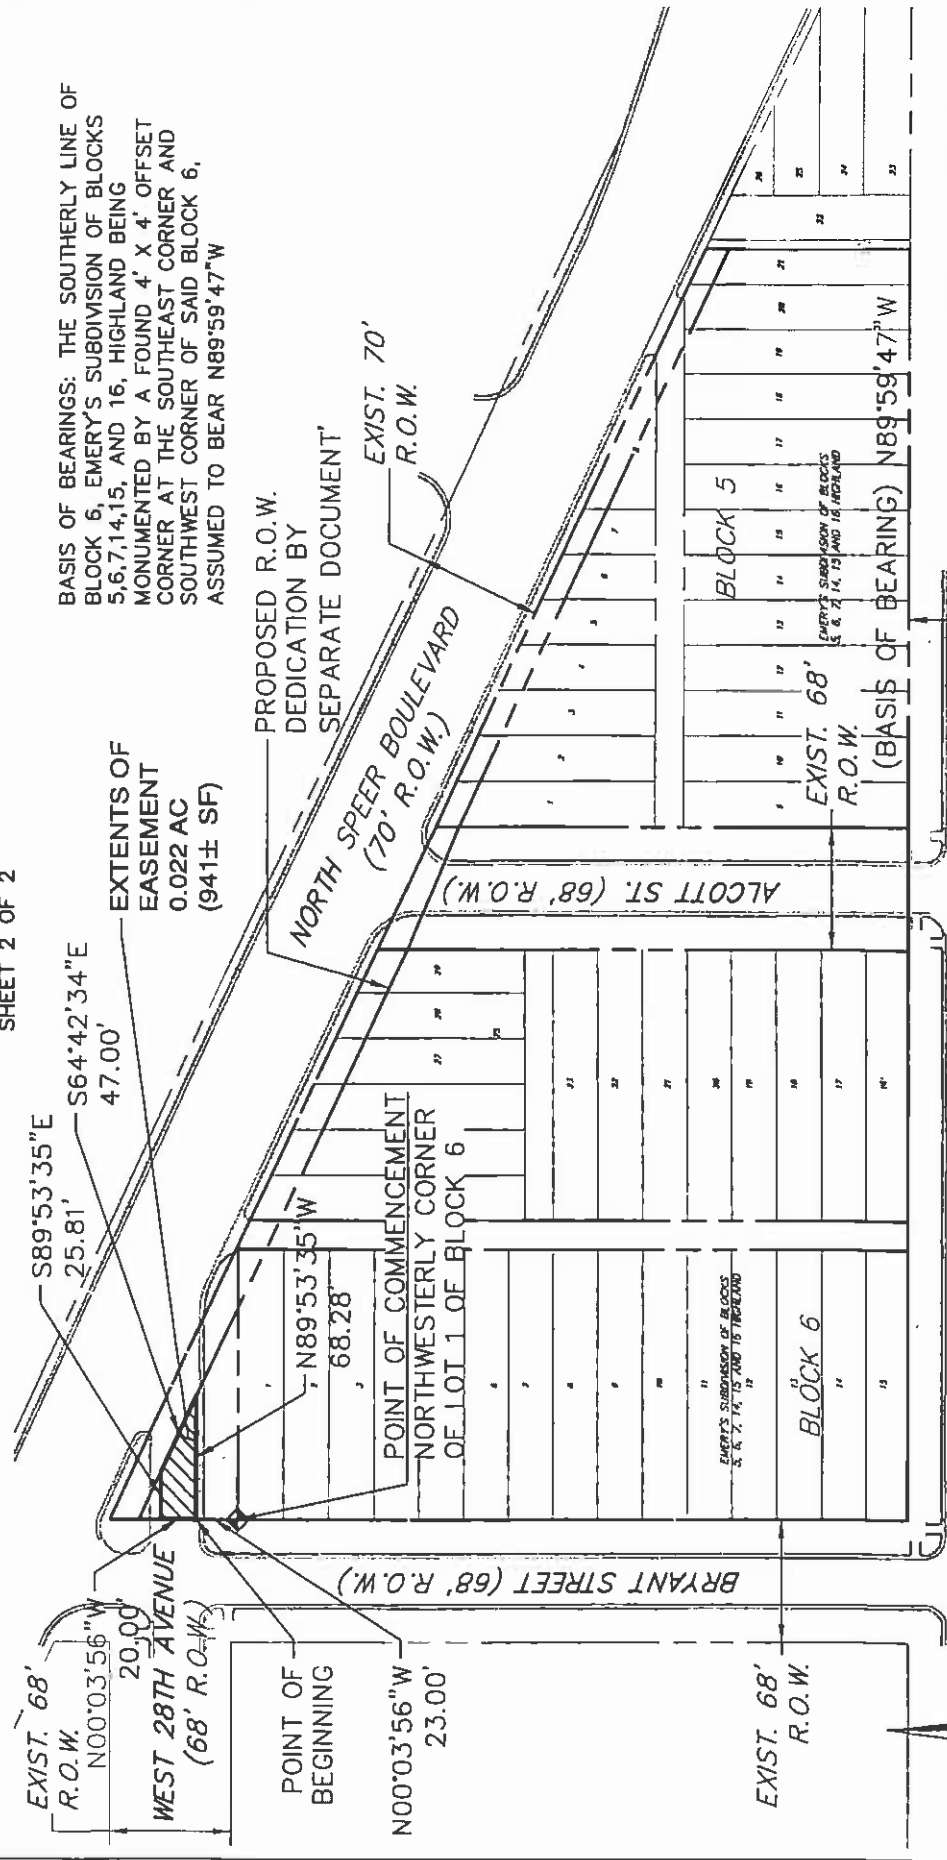 SHEET 2 OF 2
BASIS OF BEARINGS: THE SOUTHERLY LINE OF
BLOCK 6, EMERY'S SUBDIVISION OF BLOCKS
5,6,7,14,15, AND 16, HIGHLAND BEING
MONUMENTED BY A FOUND 4' X 4' OFFSET
CORNER AT THE SOUTHEAST CORNER AND
SOUTHWEST CORNER OF SAID BLOCK 6,
ASSUMED TO BEAR N89°59'47"W
S89°53'35"E
25.81'
S64°42'34"E
47.00'
EXTENTS OF
EASEMENT
0.022 AC
(941± SF)
PROPOSED R.O.W.
DEDICATION BY
SEPARATE DOCUMENT
EXIST. 70'
R.O.W.
NORTH SPEER BOULEVARD
(70' R.O.W.)
EXIST. 68'
R.O.W.
N00°03'56"W
20.00'
WEST 28TH AVENUE
(68' R.O.W.)
POINT OF
BEGINNING
N00°03'56"W
23.00'
N89°53'35"W
68.28'
POINT OF COMMENCEMENT
NORTHWESTERLY CORNER
OF LOT 1 OF BLOCK 6
BRYANT STREET (68' R.O.W.)
EXIST. 68'
R.O.W.
ALCOTT ST. (68' R.O.W.)
EXIST. 68'
R.O.W.
(BASIS OF BEARING) N89°59'47"W
BLOCK 5
EMERY'S SUBDIVISION OF BLOCKS
5, 6, 7, 14, 15 AND 16 HIGHLAND
BLOCK 6
EMERY'S SUBDIVISION OF BLOCKS
5, 6, 7, 14, 15 AND 16 HIGHLAND